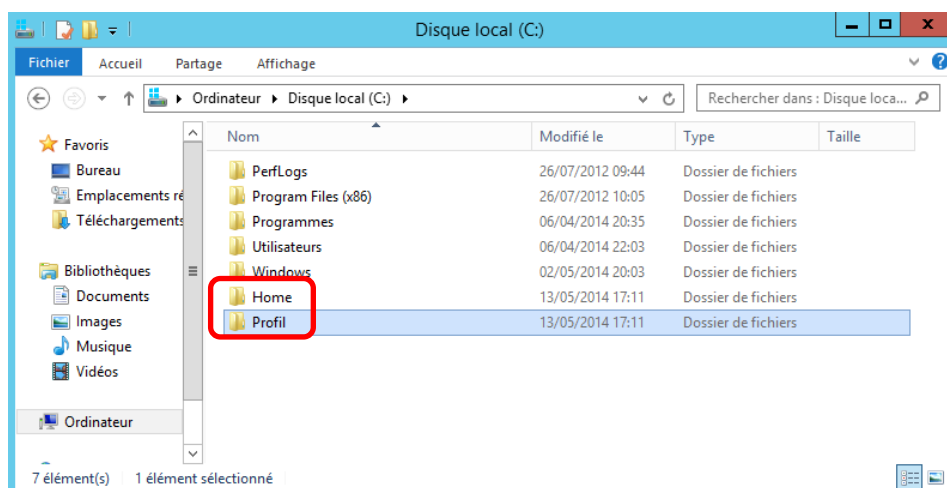 Disque local (C:)
Fichier Accueil Partage Affichage
Ordinateur Disque local (C:) Rechercher dans : Disque loca...
Nom Modifié le Type Taille
Favoris
Bureau
Emplacements ré
Téléchargements
Bibliothèques
Documents
Images
Musique
Vidéos
Ordinateur
PerfLogs 26/07/2012 09:44 Dossier de fichiers
Program Files (x86) 26/07/2012 10:05 Dossier de fichiers
Programmes 06/04/2014 20:35 Dossier de fichiers
Utilisateurs 06/04/2014 22:03 Dossier de fichiers
Windows 02/05/2014 20:03 Dossier de fichiers
Home 13/05/2014 17:11 Dossier de fichiers
Profil 13/05/2014 17:11 Dossier de fichiers
7 élément(s) 1 élément sélectionné